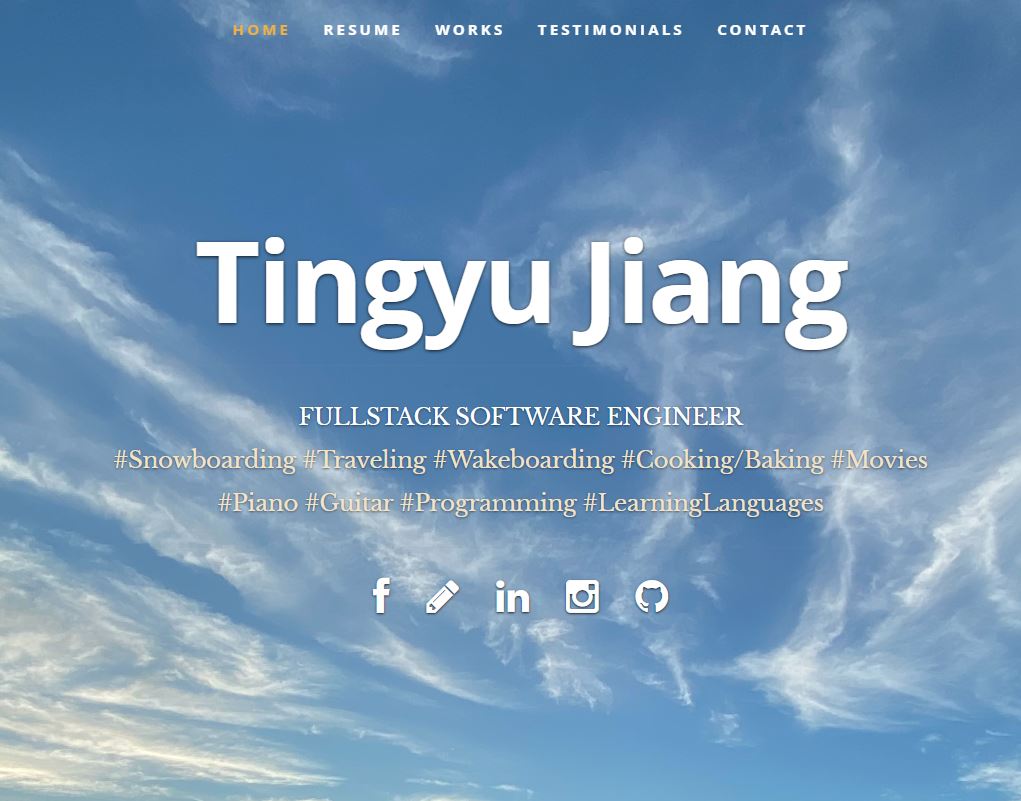 HOME RESUME WORKS TESTIMONIALS CONTACT
Tingyu Jiang
FULLSTACK SOFTWARE ENGINEER
#Snowboarding #Traveling #Wakeboarding #Cooking/Baking #Movies
#Piano #Guitar #Programming #LearningLanguages